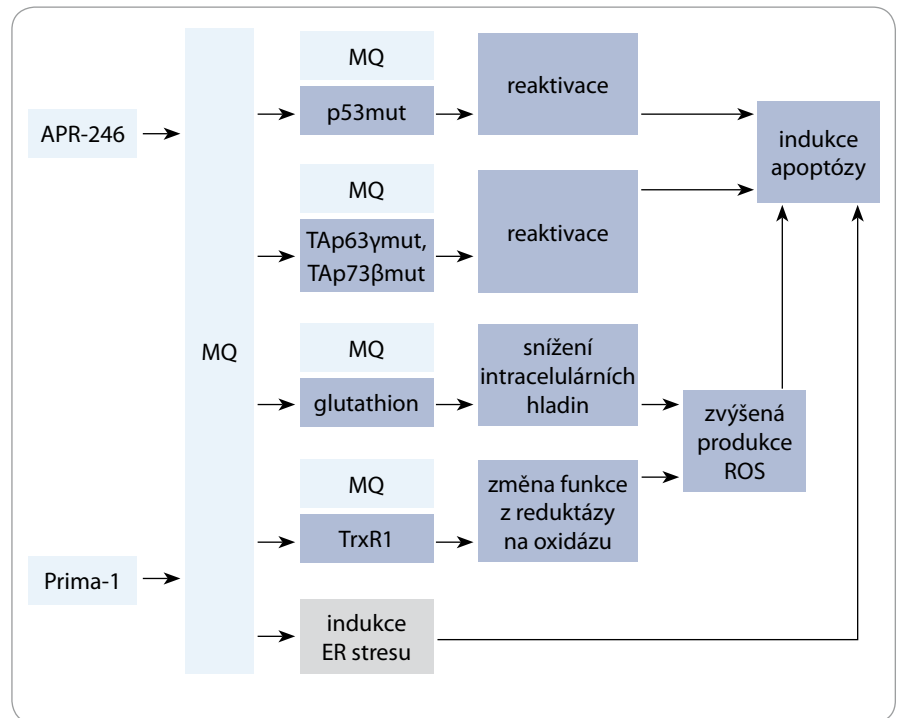 APR-246
Prima-1
MQ
MQ
p53mut
reaktivace
MQ
TAp63γmut,
TAp73βmut
reaktivace
MQ
glutathion
snížení
intracelulárních
hladin
MQ
TrxR1
změna funkce
z reduktázy
na oxidázu
indukce
ER stresu
zvýšená
produkce
ROS
indukce
apoptózy